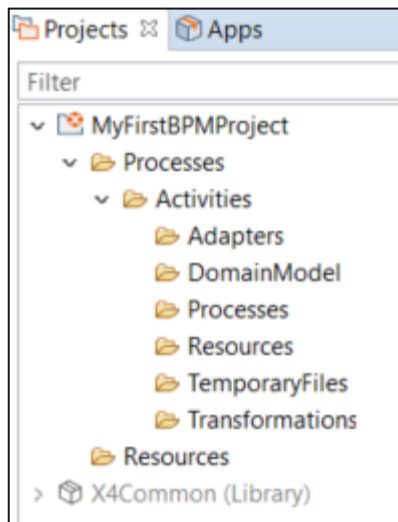 Projects Apps
Filter
MyFirstBPMProject
Processes
Activities
Adapters
DomainModel
Processes
Resources
TemporaryFiles
Transformations
Resources
X4Common (Library)